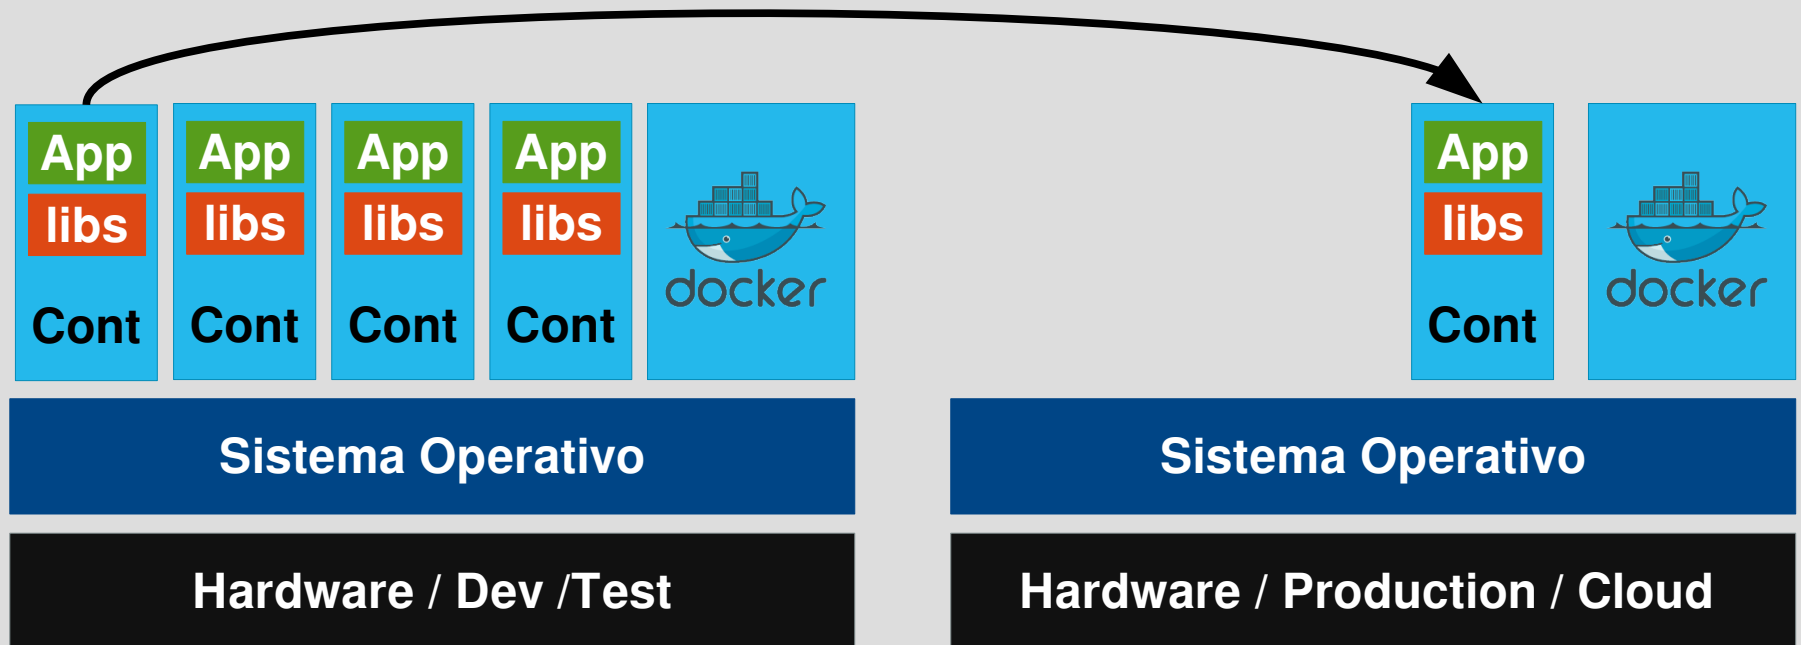 App
libs
Cont
App
libs
Cont
App
libs
Cont
App
libs
Cont
docker
Sistema Operativo
Hardware / Dev /Test
App
libs
Cont
docker
Sistema Operativo
Hardware / Production / Cloud